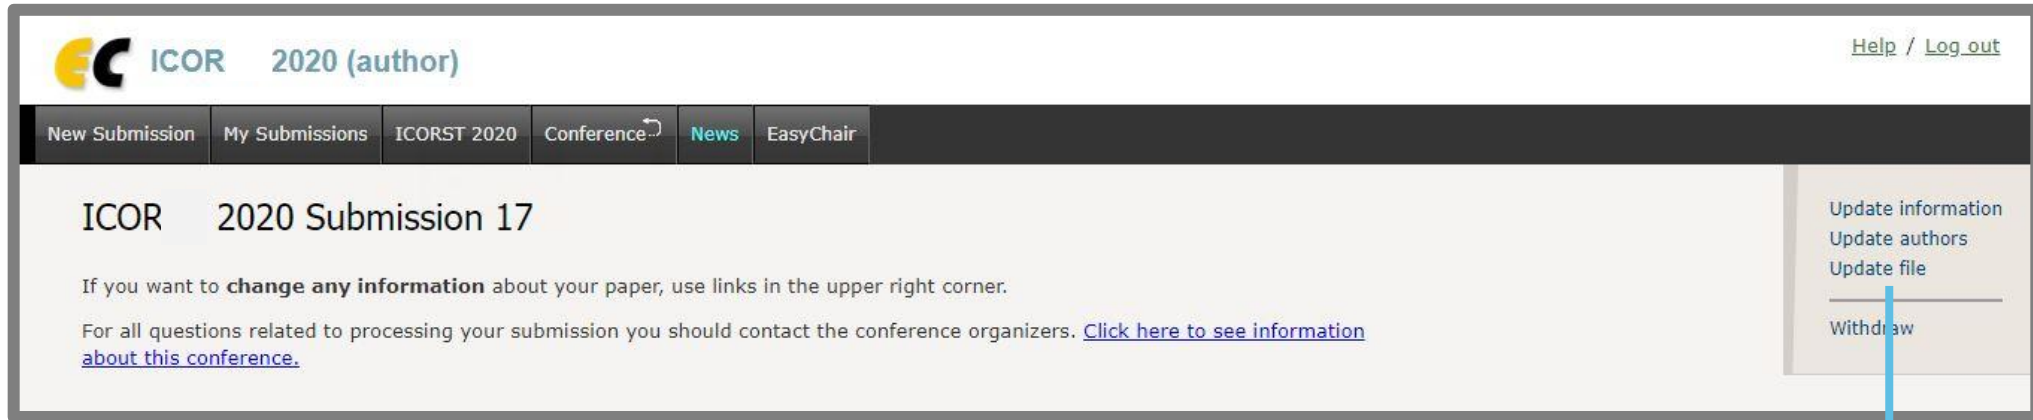 EC ICOR 2020 (author)
Help / Log out
New Submission My Submissions ICORST 2020 Conference News EasyChair
ICOR 2020 Submission 17
If you want to change any information about your paper, use links in the upper right corner.
For all questions related to processing your submission you should contact the conference organizers. Click here to see information
about this conference.
Update information
Update authors
Update file
Withdraw